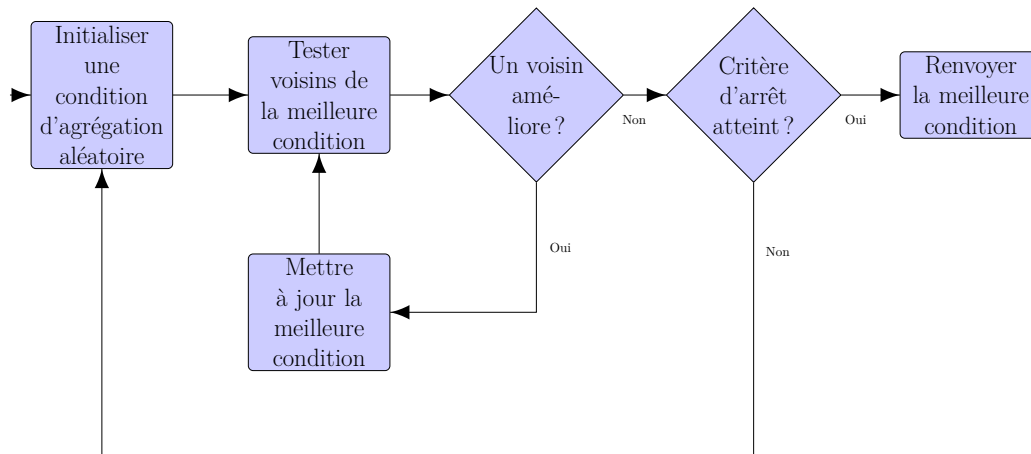 Initialiser
une
condition
d'agrégation
aléatoire
Tester
voisins de
la meilleure
condition
Un voisin
amé-
liore ?
Non
Critère
d'arrêt
atteint ?
Oui
Renvoyer
la meilleure
condition
Oui
Non
Mettre
à jour la
meilleure
condition